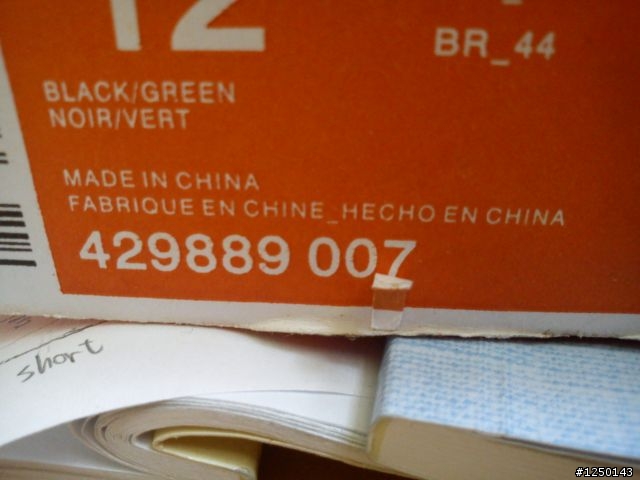 12
BR_44
BLACK/GREEN
NOIR/VERT
MADE IN CHINA
FABRIQUE EN CHINE_HECHO EN CHINA
429889 007
short
#1250143